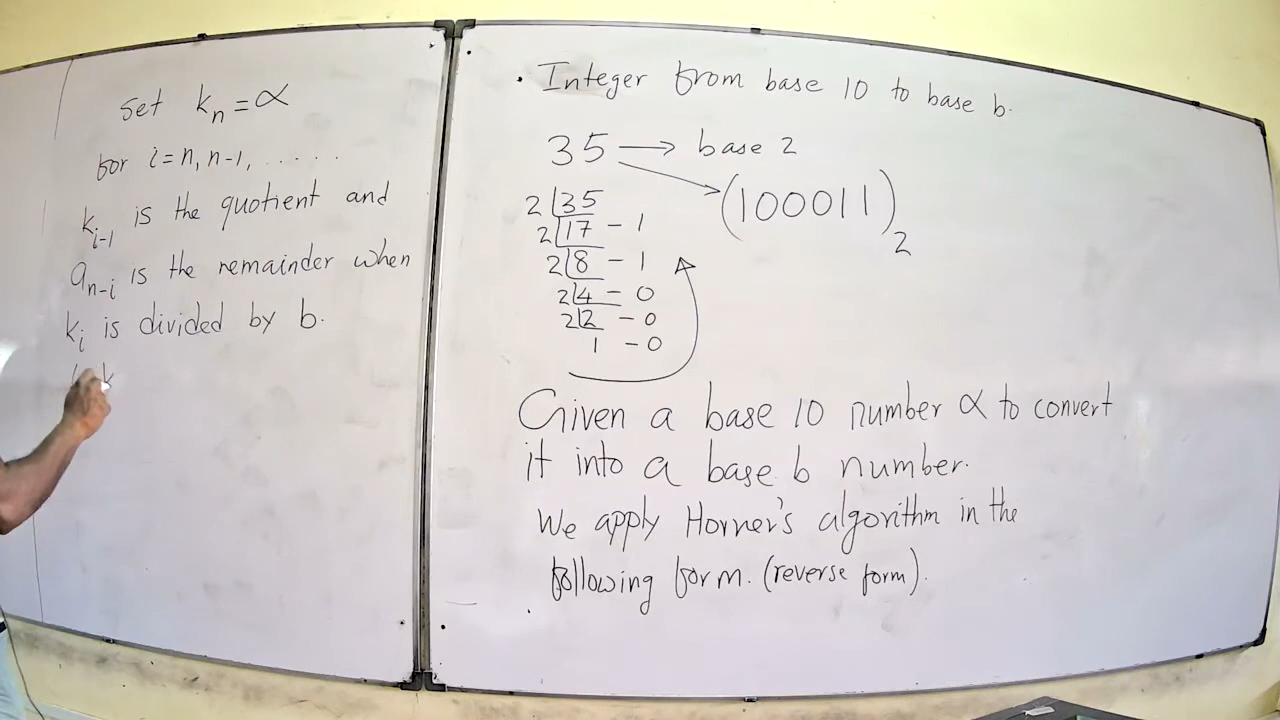 Set kₙ = α
for i = n, n-1, .....
kᵢ₋₁ is the quotient and
aₙ₋ᵢ is the remainder when
kᵢ is divided by b.
• Integer from base 10 to base b.
35 → base 2
(100011)₂
2 | 35
2 | 17 - 1
2 | 8 - 1
2 | 4 - 0
2 | 2 - 0
1 - 0
Given a base 10 number α to convert
it into a base b number.
We apply Horner's algorithm in the
following form. (reverse form).